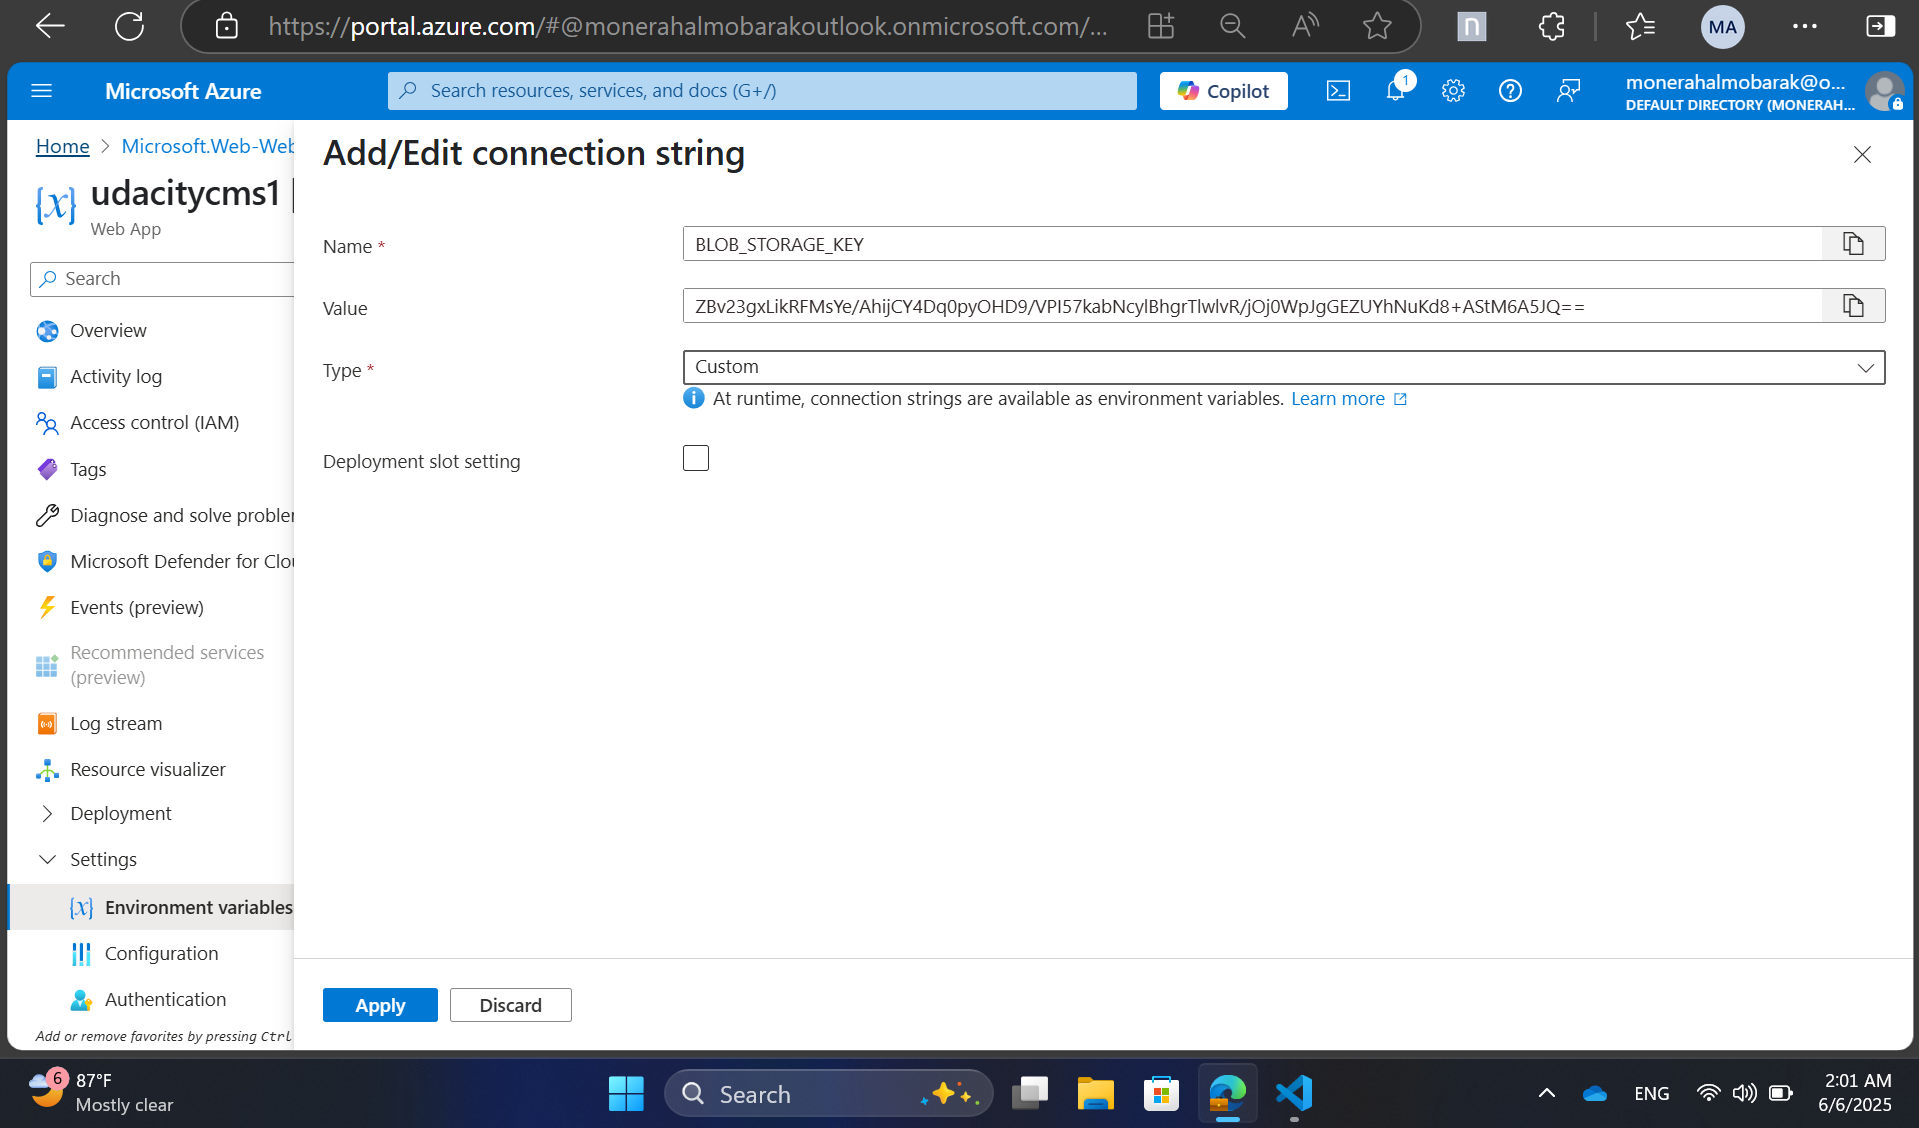 https://portal.azure.com/#@monerahalmobarakoutlook.onmicrosoft.com/...
MA
Microsoft Azure
Search resources, services, and docs (G+/)
Copilot
1
monerahalmobarak@o...
DEFAULT DIRECTORY (MONERAH...
Home > Microsoft.Web-Web
udacitycms1
Web App
Search
Overview
Activity log
Access control (IAM)
Tags
Diagnose and solve problem
Microsoft Defender for Clou
Events (preview)
Recommended services
(preview)
Log stream
Resource visualizer
Deployment
Settings
Environment variables
Configuration
Authentication
Add or remove favorites by pressing Ctrl
Add/Edit connection string
Name *
BLOB_STORAGE_KEY
Value
ZBv23gxLikRFMsYe/AhijCY4Dq0pyOHD9/VPI57kabNcylBhgrTlwlvR/jOj0WpJgGEZUYhNuKd8+AStM6A5JQ==
Type *
Custom
At runtime, connection strings are available as environment variables. Learn more
Deployment slot setting
Apply
Discard
6
87°F
Mostly clear
Search
ENG
2:01 AM
6/6/2025